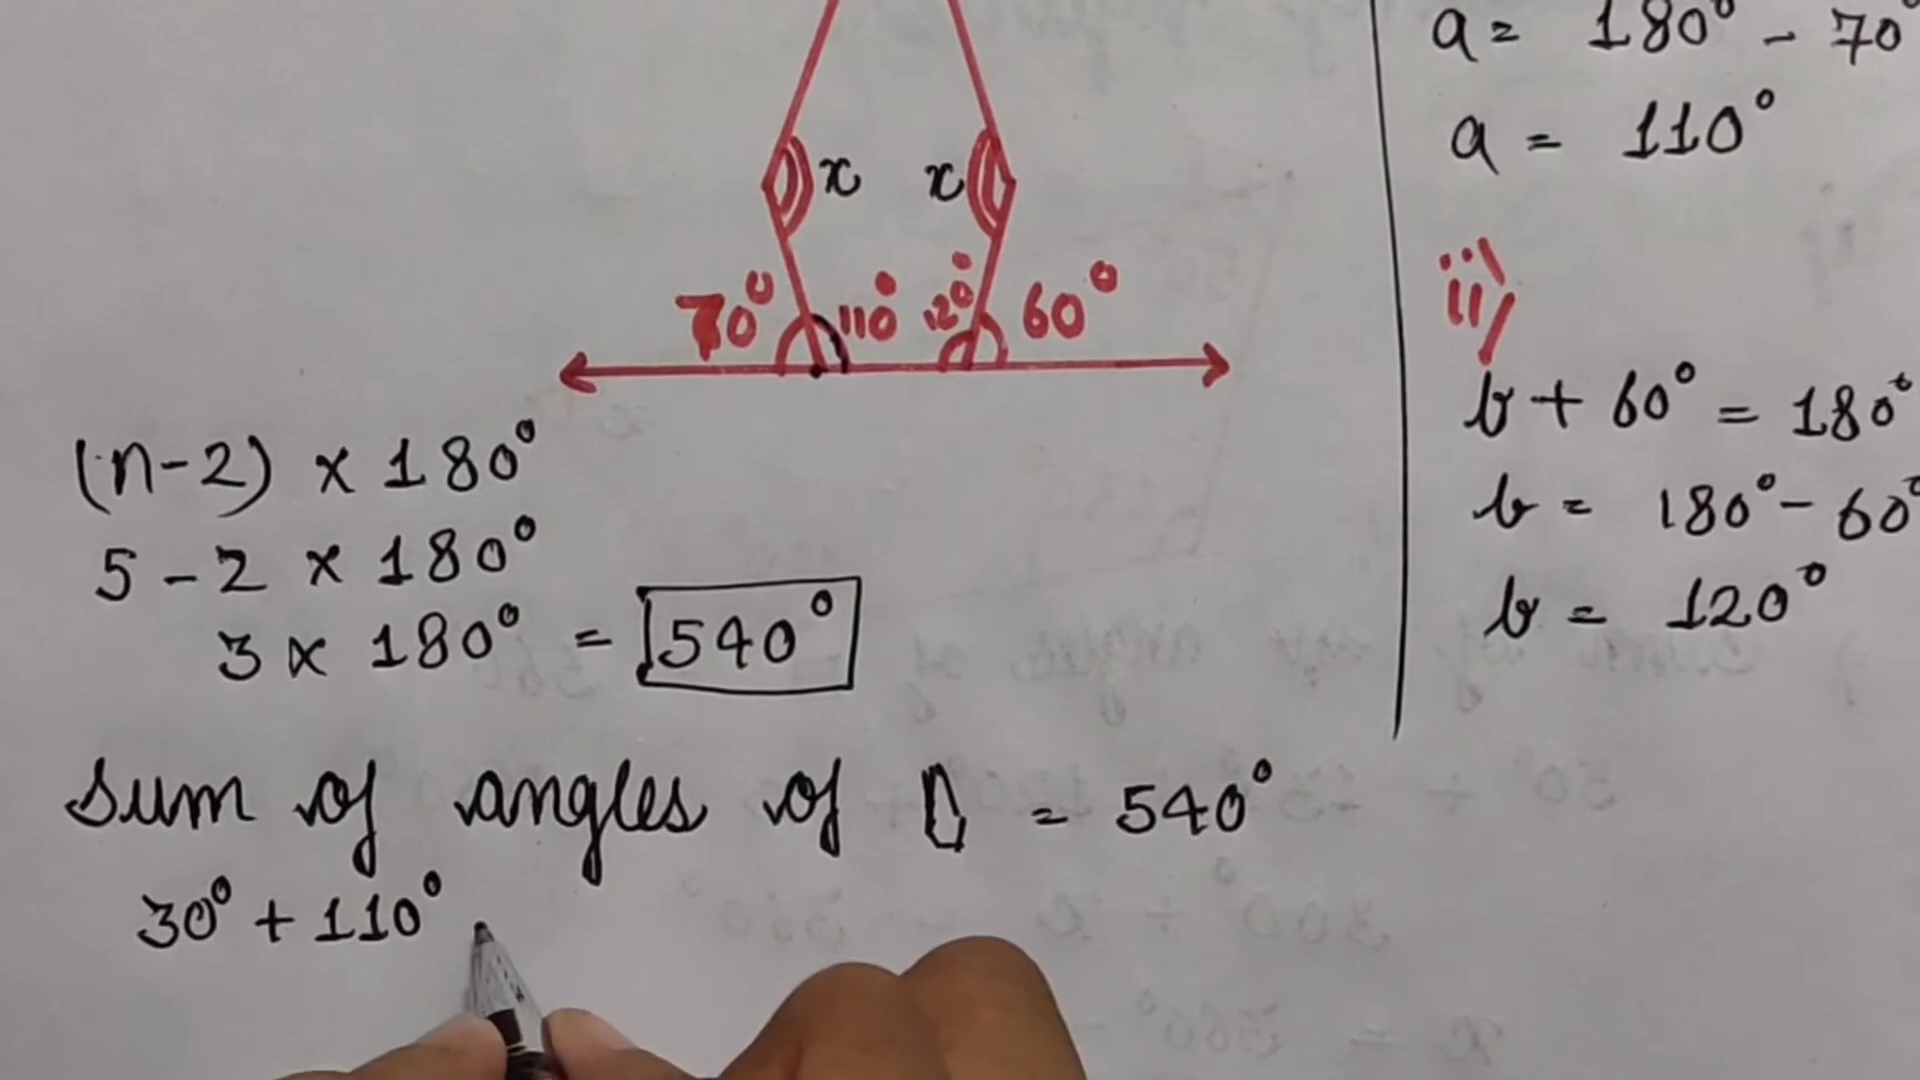 x x
70° 110° 120° 60°
(n-2) × 180°
5 - 2 × 180°
3 × 180° = 540°
Sum of angles of ⬠ = 540°
30° + 110°
a = 180° - 70°
a = 110°
ii)
b + 60° = 180°
b = 180° - 60°
b = 120°